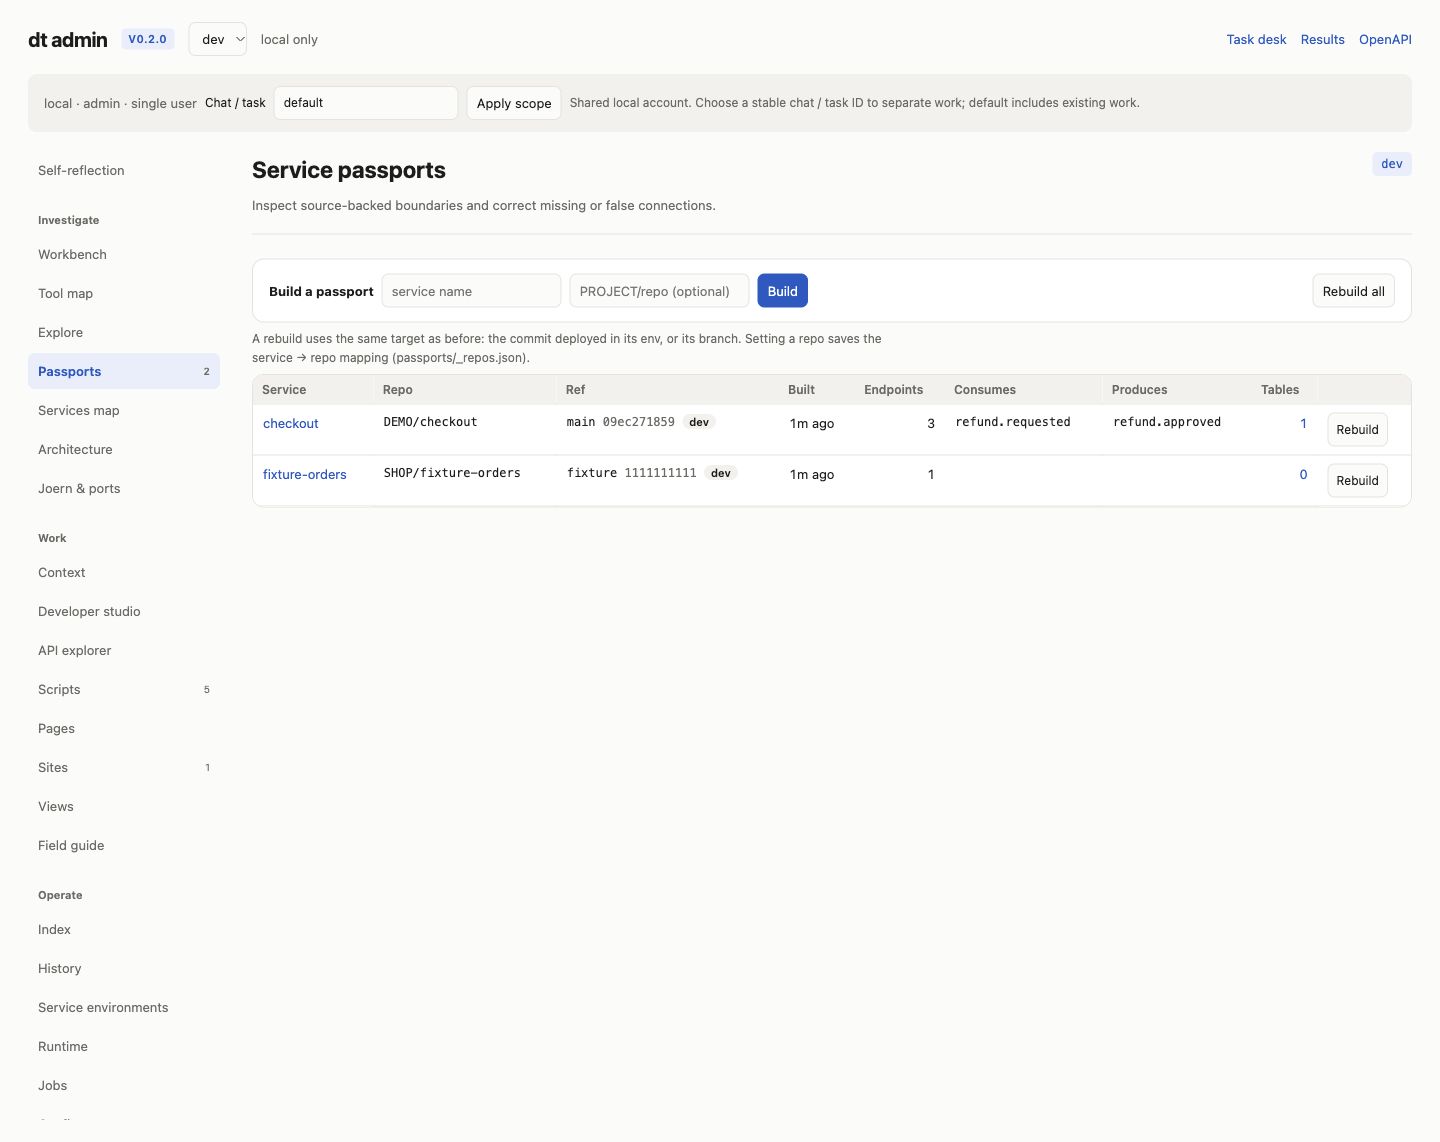 dt admin V0.2.0 dev local only Task desk Results OpenAPI
local · admin · single user Chat / task default Apply scope Shared local account. Choose a stable chat / task ID to separate work; default includes existing work.
Self-reflection
Investigate
Workbench
Tool map
Explore
Passports 2
Services map
Architecture
Joern & ports
Work
Context
Developer studio
API explorer
Scripts 5
Pages
Sites 1
Views
Field guide
Operate
Index
History
Service environments
Runtime
Jobs
Service passports dev
Inspect source-backed boundaries and correct missing or false connections.
Build a passport service name PROJECT/repo (optional) Build Rebuild all
A rebuild uses the same target as before: the commit deployed in its env, or its branch. Setting a repo saves the
service → repo mapping (passports/_repos.json).
Service Repo Ref Built Endpoints Consumes Produces Tables
checkout DEMO/checkout main 09ec271859 dev 1m ago 3 refund.requested refund.approved 1 Rebuild
fixture-orders SHOP/fixture-orders fixture 1111111111 dev 1m ago 1 0 Rebuild